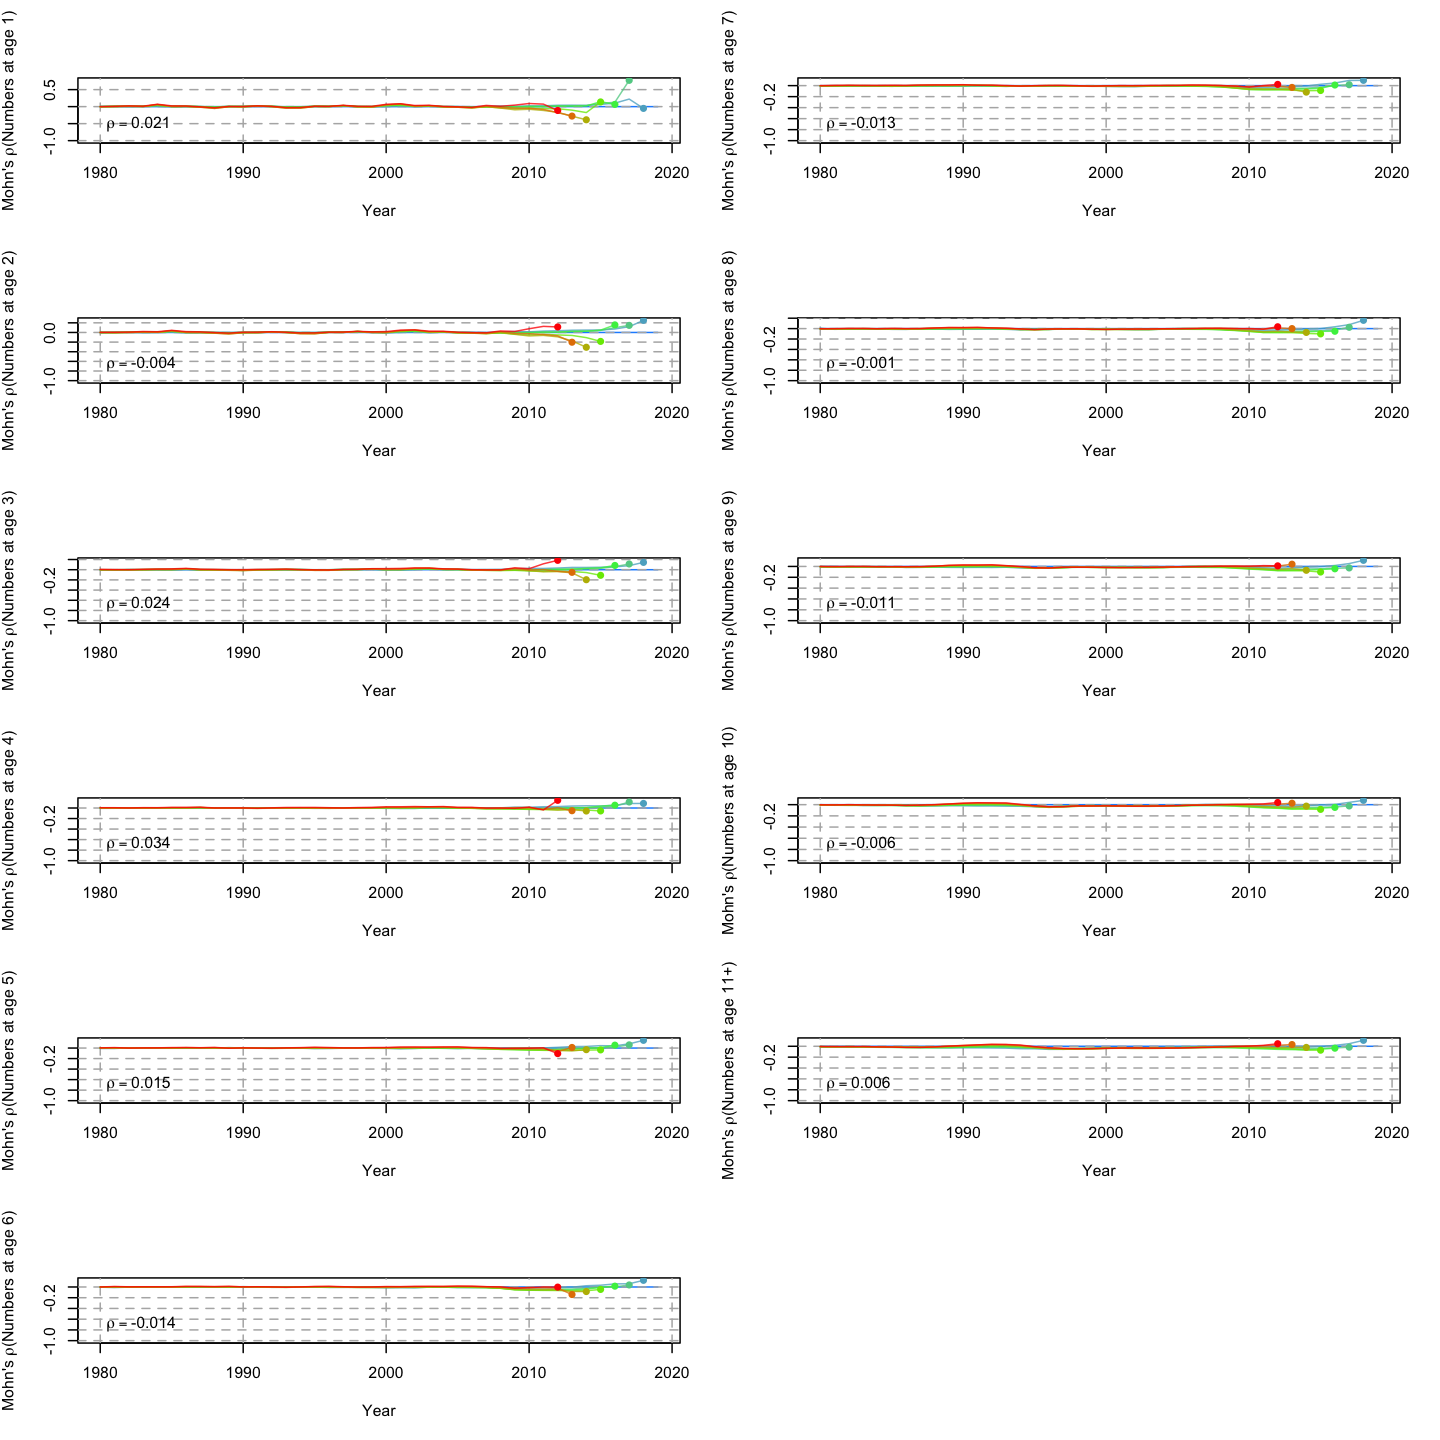 Mohn's ρ(Numbers at age 1)
0.5
-1.0
ρ = 0.021
1980 1990 2000 2010 2020
Year
Mohn's ρ(Numbers at age 2)
0.0
-1.0
ρ = -0.004
1980 1990 2000 2010 2020
Year
Mohn's ρ(Numbers at age 3)
-0.2
-1.0
ρ = 0.024
1980 1990 2000 2010 2020
Year
Mohn's ρ(Numbers at age 4)
-0.2
-1.0
ρ = 0.034
1980 1990 2000 2010 2020
Year
Mohn's ρ(Numbers at age 5)
-0.2
-1.0
ρ = 0.015
1980 1990 2000 2010 2020
Year
Mohn's ρ(Numbers at age 6)
-0.2
-1.0
ρ = -0.014
1980 1990 2000 2010 2020
Year
Mohn's ρ(Numbers at age 7)
-0.2
-1.0
ρ = -0.013
1980 1990 2000 2010 2020
Year
Mohn's ρ(Numbers at age 8)
-0.2
-1.0
ρ = -0.001
1980 1990 2000 2010 2020
Year
Mohn's ρ(Numbers at age 9)
-0.2
-1.0
ρ = -0.011
1980 1990 2000 2010 2020
Year
Mohn's ρ(Numbers at age 10)
-0.2
-1.0
ρ = -0.006
1980 1990 2000 2010 2020
Year
Mohn's ρ(Numbers at age 11+)
-0.2
-1.0
ρ = 0.006
1980 1990 2000 2010 2020
Year